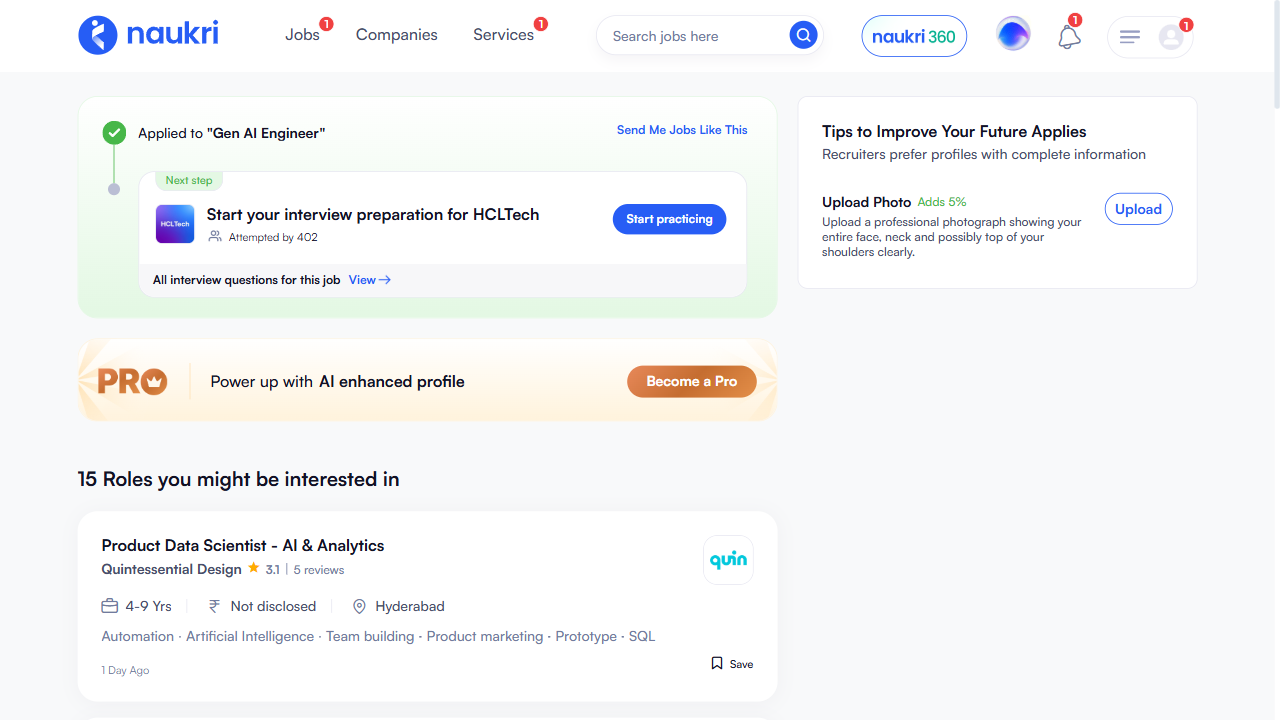 naukri
Jobs 1
Companies
Services 1
Search jobs here
naukri 360
1
1
Applied to "Gen AI Engineer"
Send Me Jobs Like This
Next step
HCLTech
Start your interview preparation for HCLTech
Attempted by 402
Start practicing
All interview questions for this job View
Tips to Improve Your Future Applies
Recruiters prefer profiles with complete information
Upload Photo Adds 5%
Upload a professional photograph showing your
entire face, neck and possibly top of your
shoulders clearly.
Upload
PRO
Power up with AI enhanced profile
Become a Pro
15 Roles you might be interested in
Product Data Scientist - AI & Analytics
Quintessential Design 3.1 | 5 reviews
quin
4-9 Yrs
₹ Not disclosed
Hyderabad
Automation · Artificial Intelligence · Team building · Product marketing · Prototype · SQL
1 Day Ago
Save